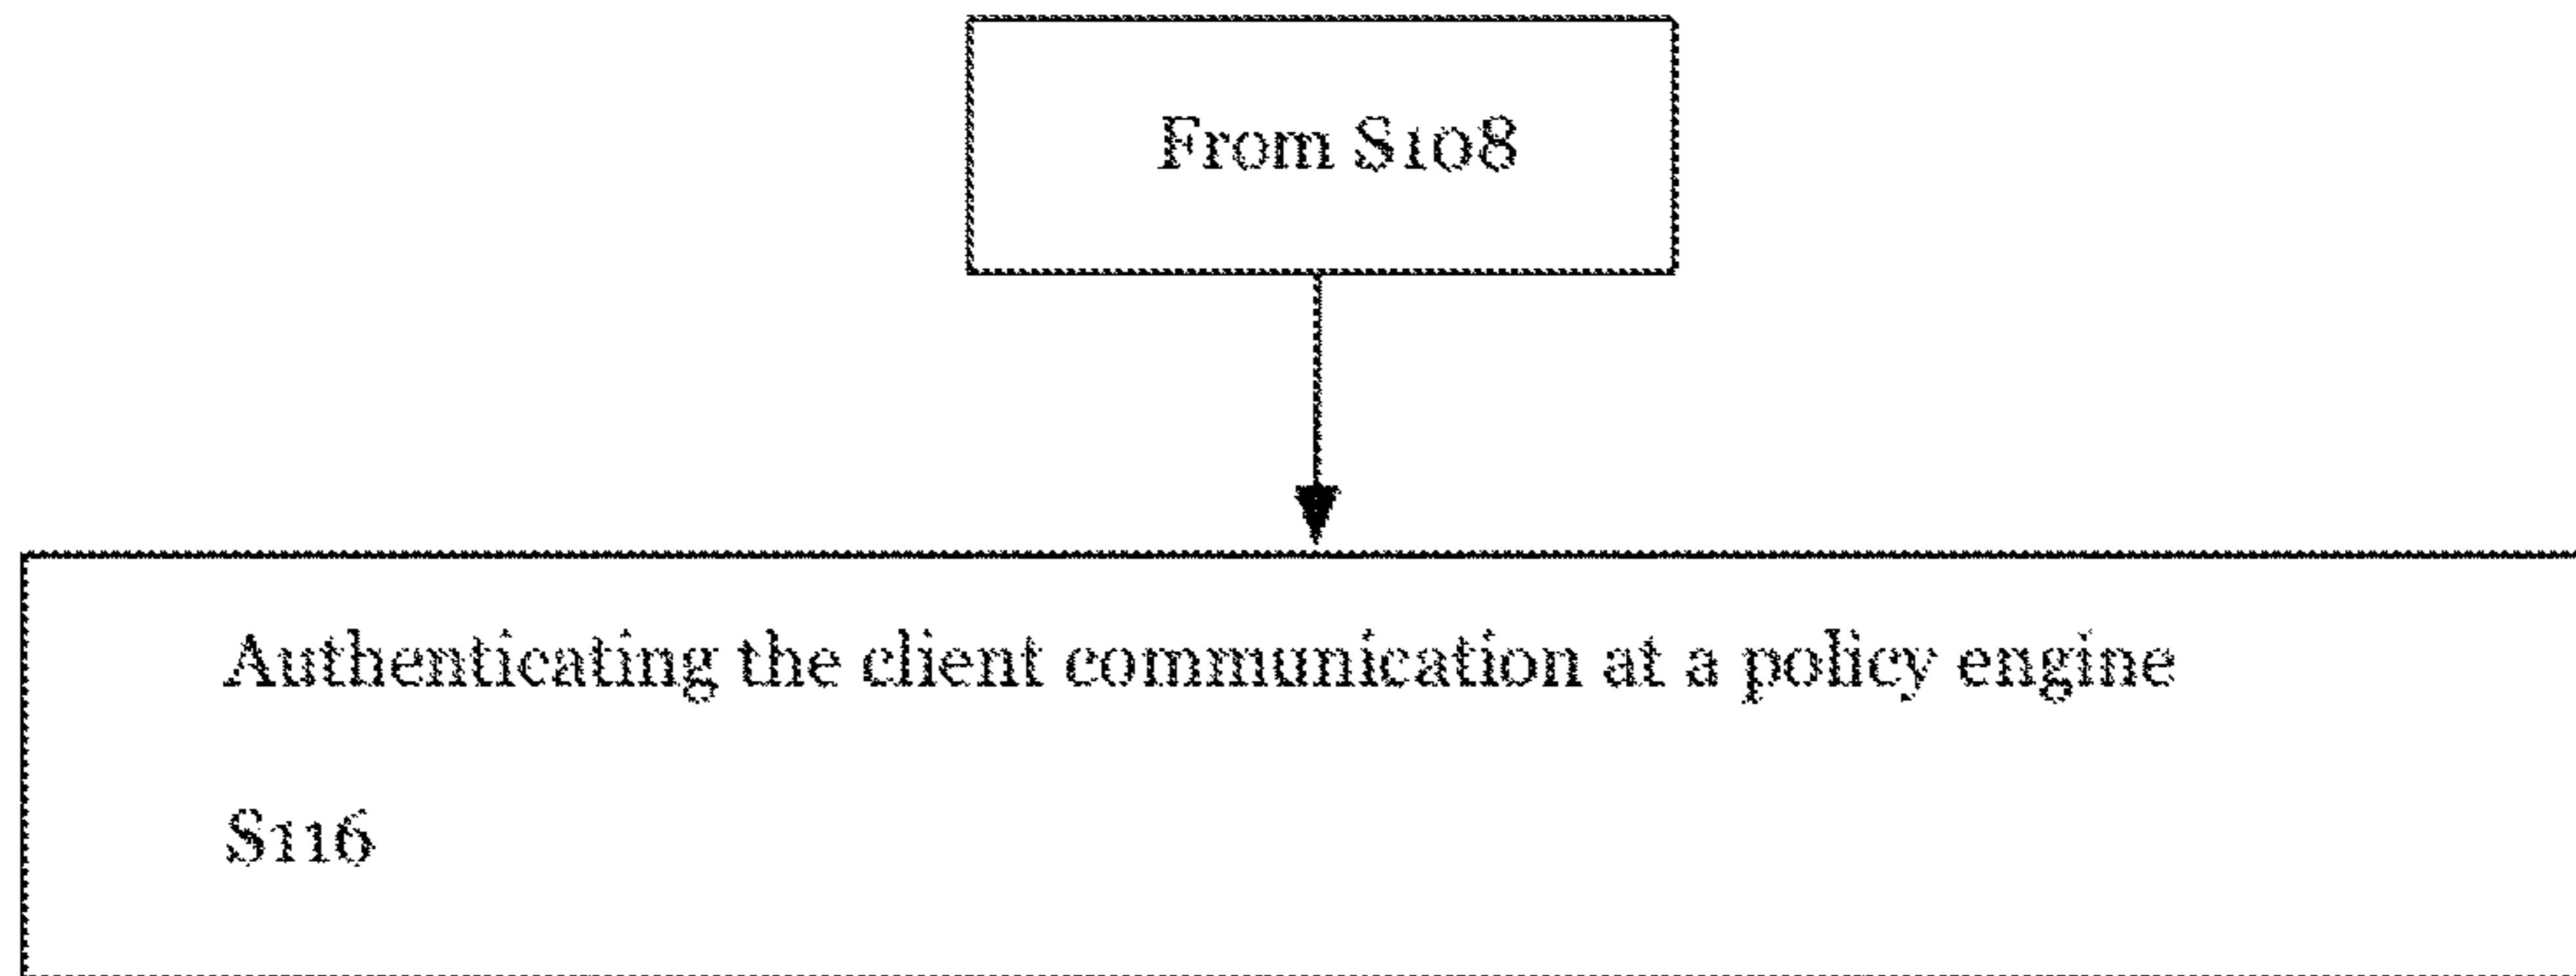 From S108
Authenticating the client communication at a policy engine
S116